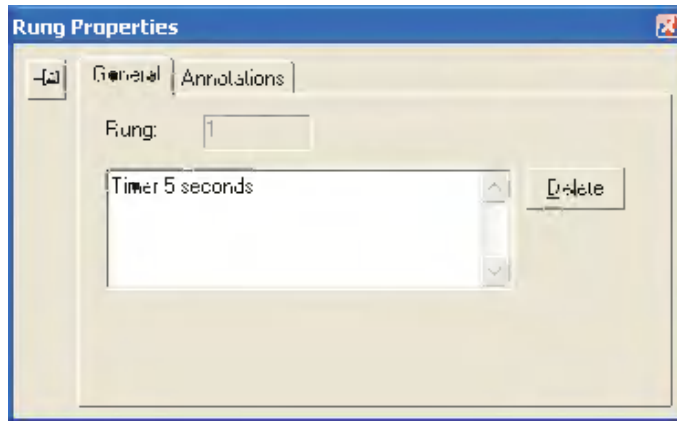 Rung Properties
General Annotations
Rung: 1
Timer 5 seconds
Delete